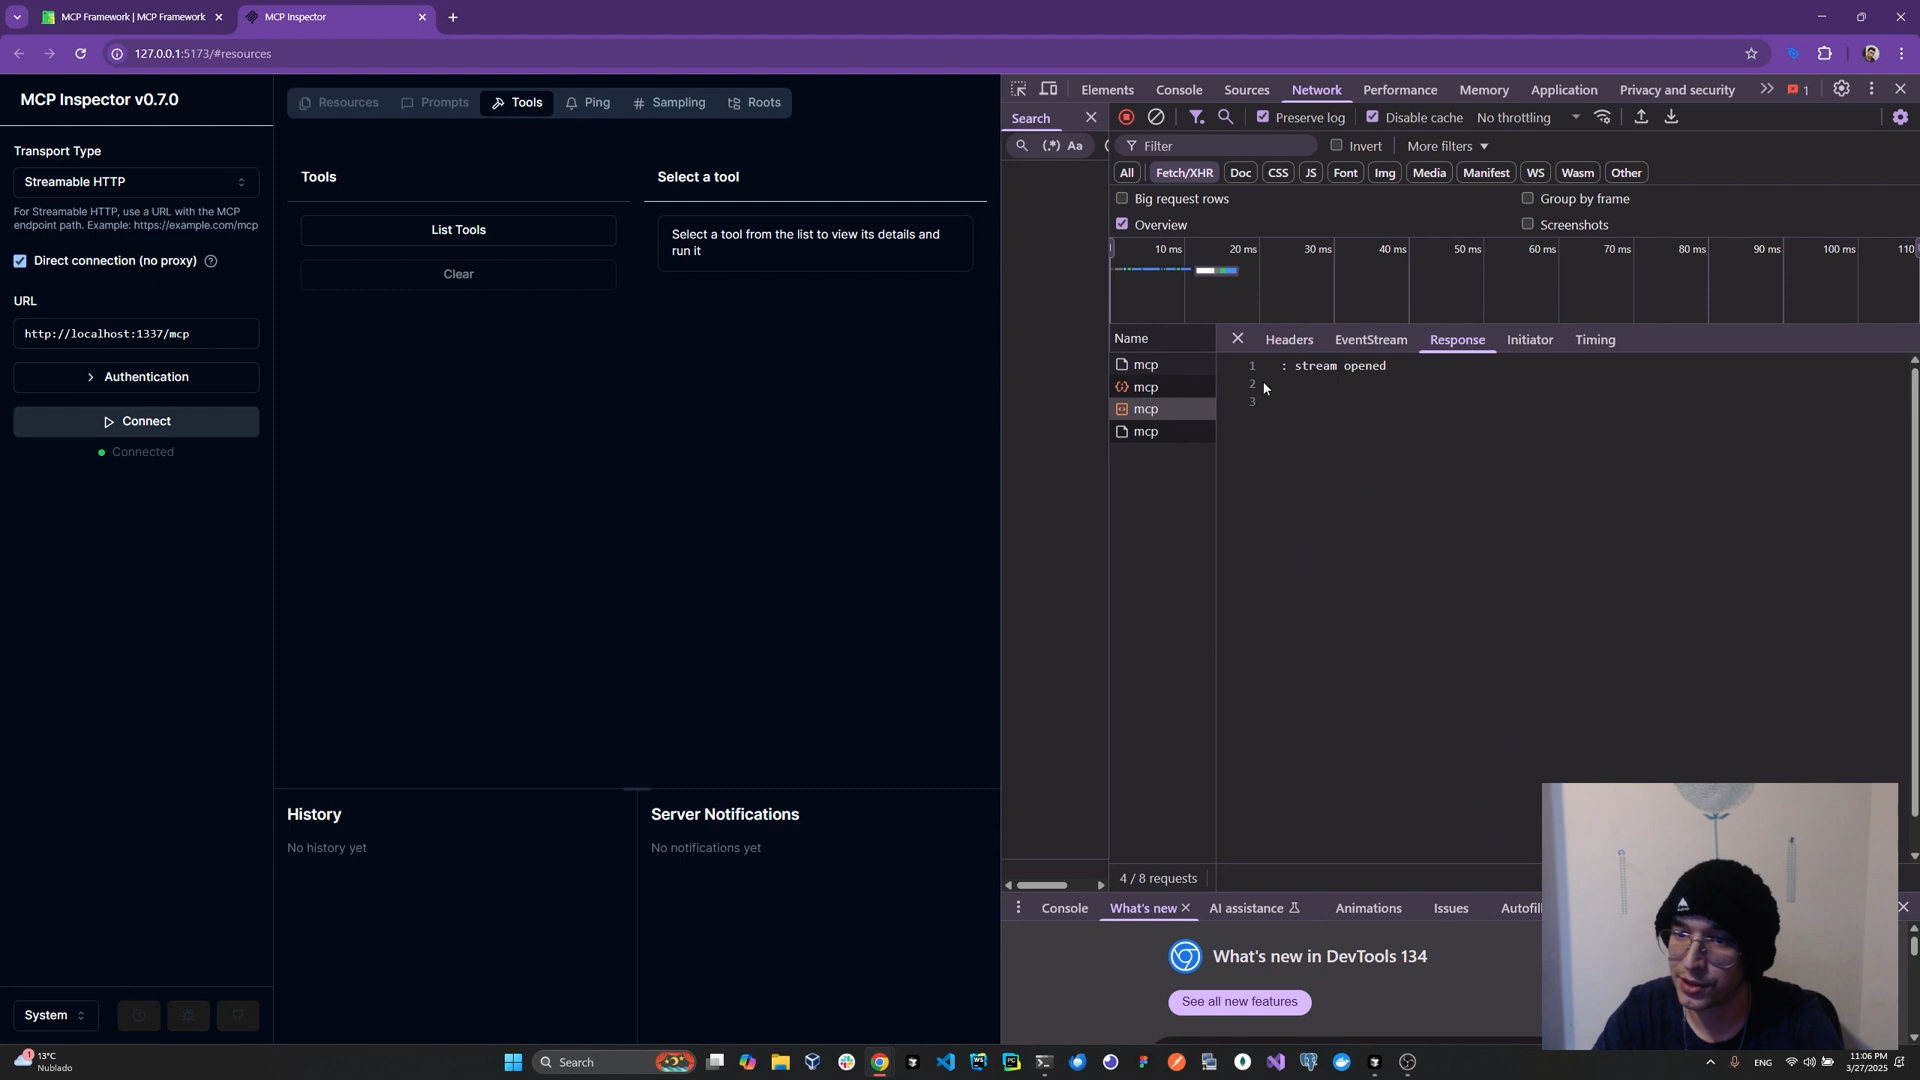 MCP Framework | MCP Framework
MCP Inspector
127.0.0.1:5173/#resources
MCP Inspector v0.7.0
Transport Type
Streamable HTTP
For Streamable HTTP, use a URL with the MCP
endpoint path. Example: https://example.com/mcp
Direct connection (no proxy)
URL
http://localhost:1337/mcp
Authentication
Connect
Connected
System
Resources
Prompts
Tools
Ping
Sampling
Roots
Tools
List Tools
Clear
Select a tool
Select a tool from the list to view its details and
run it
History
No history yet
Server Notifications
No notifications yet
Elements
Console
Sources
Network
Performance
Memory
Application
Privacy and security
1
Search
Preserve log
Disable cache
No throttling
(.*)
Aa
Filter
Invert
More filters
All
Fetch/XHR
Doc
CSS
JS
Font
Img
Media
Manifest
WS
Wasm
Other
Big request rows
Group by frame
Overview
Screenshots
10 ms
20 ms
30 ms
40 ms
50 ms
60 ms
70 ms
80 ms
90 ms
100 ms
110
Name
Headers
EventStream
Response
Initiator
Timing
mcp
mcp
mcp
mcp
1 : stream opened
2
3
4 / 8 requests
Console
What's new
AI assistance
Animations
Issues
Autofill
What's new in DevTools 134
See all new features
1
13°C
Nublado
Search
ENG
11:06 PM
3/27/2025